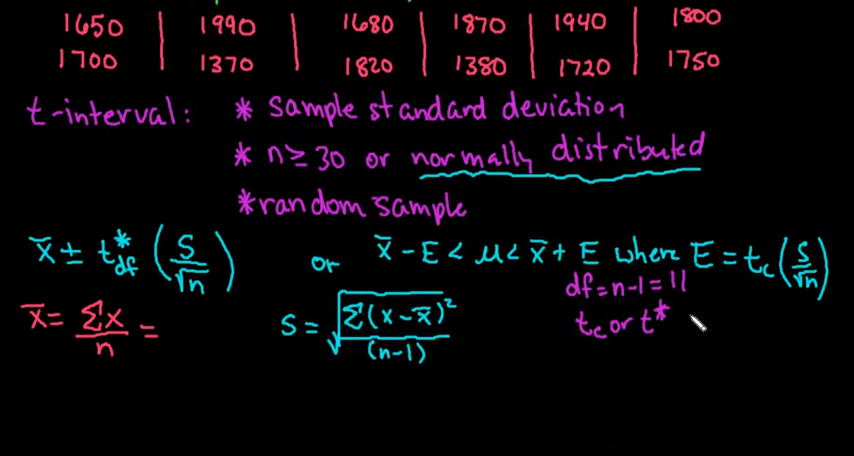 1650 | 1990 | 1680 | 1870 | 1940 | 1800
1700 | 1370 | 1820 | 1380 | 1720 | 1750
t-interval: * sample standard deviation
* n ≥ 30 or normally distributed
* random sample
x̄ ± t*df (S/√n) or x̄ - E < μ < x̄ + E where E = tc (S/√n)
df = n-1 = 11
x̄ = Σx/n = S = √(Σ(x-x̄)²/(n-1)) tc or t*